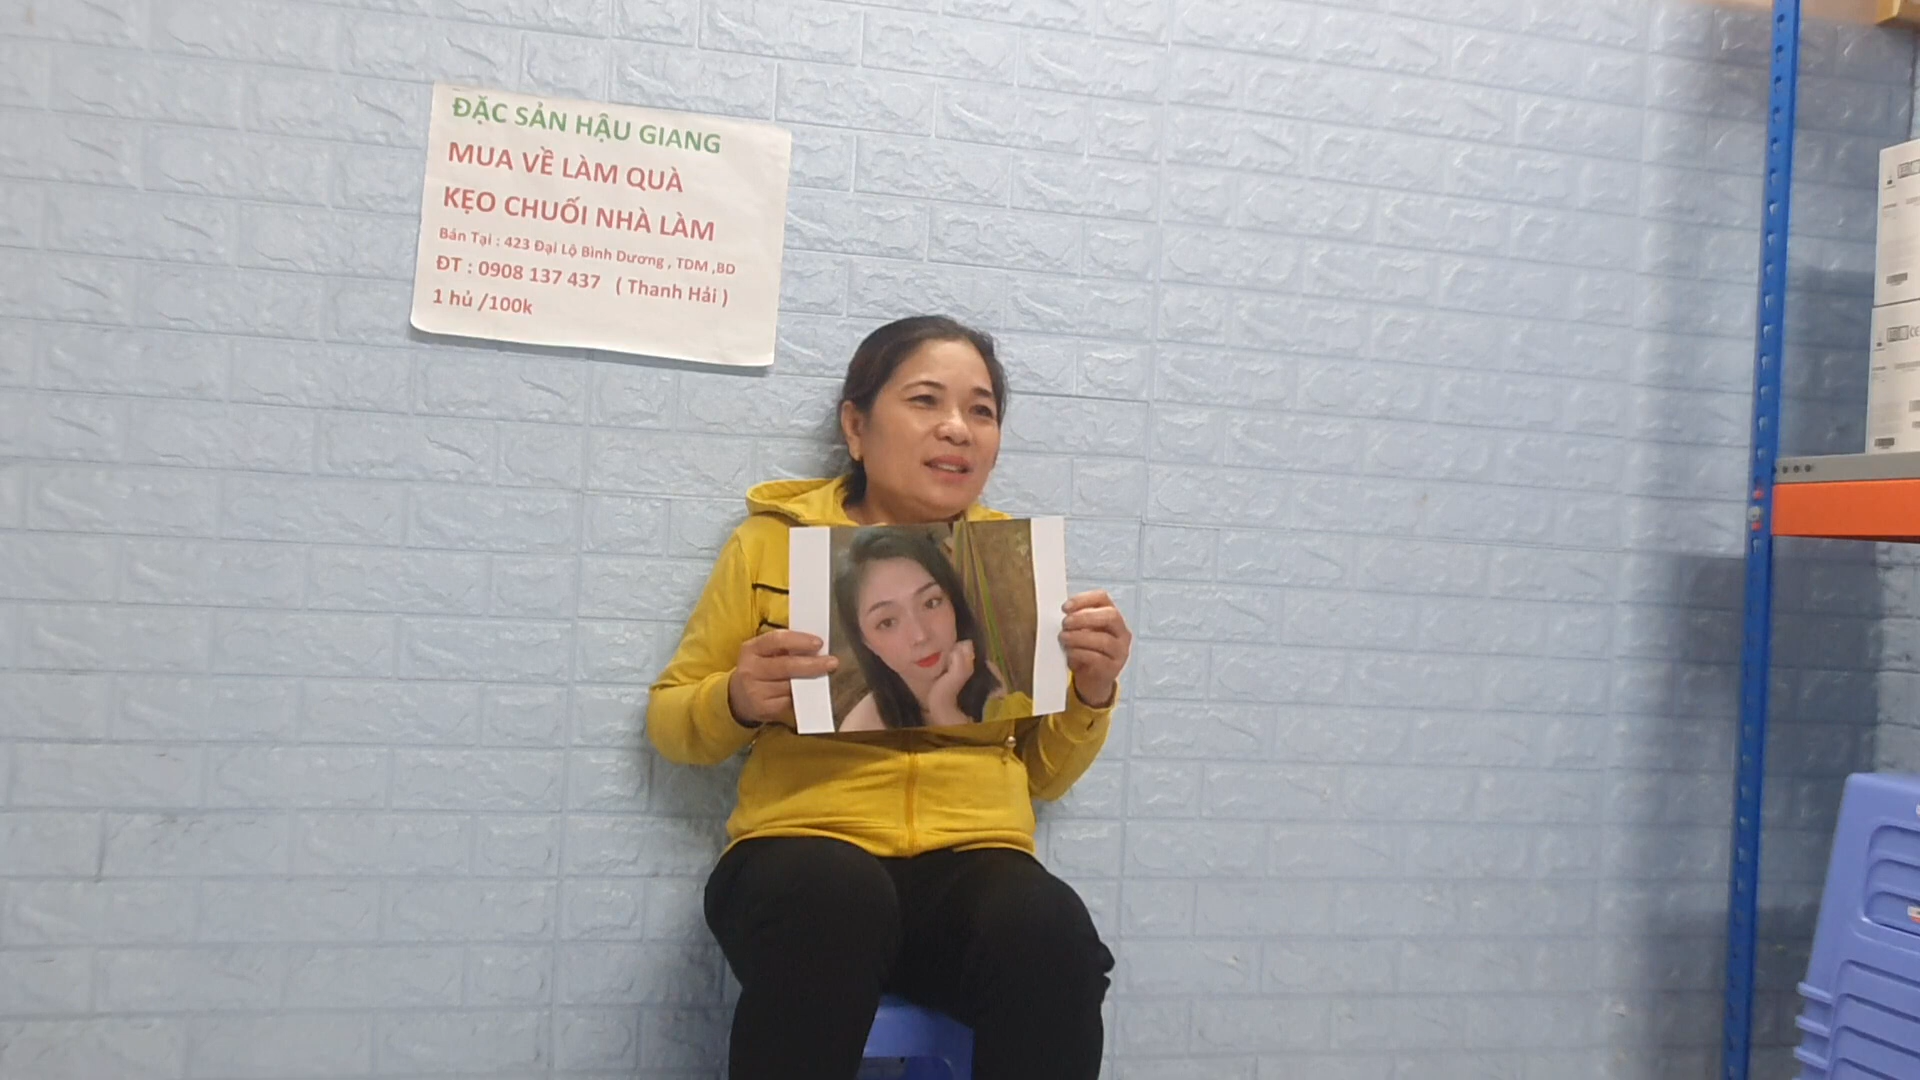 ĐẶC SẢN HẬU GIANG
MUA VỀ LÀM QUÀ
KẸO CHUỐI NHÀ LÀM
Bán Tại : 423 Đại Lộ Bình Dương , TDM ,BD
ĐT : 0908 137 437 ( Thanh Hải )
1 hủ /100k